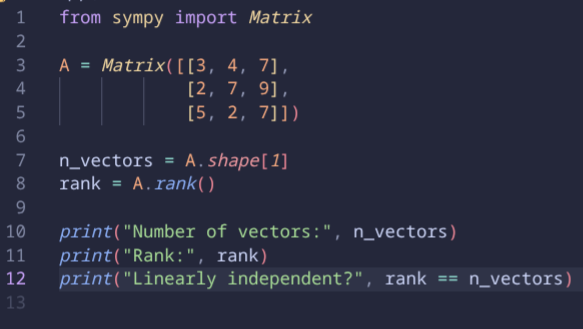 1 from sympy import Matrix
2
3 A = Matrix([[3, 4, 7],
4 [2, 7, 9],
5 [5, 2, 7]])
6
7 n_vectors = A.shape[1]
8 rank = A.rank()
9
10 print("Number of vectors:", n_vectors)
11 print("Rank:", rank)
12 print("Linearly independent?", rank == n_vectors)
13